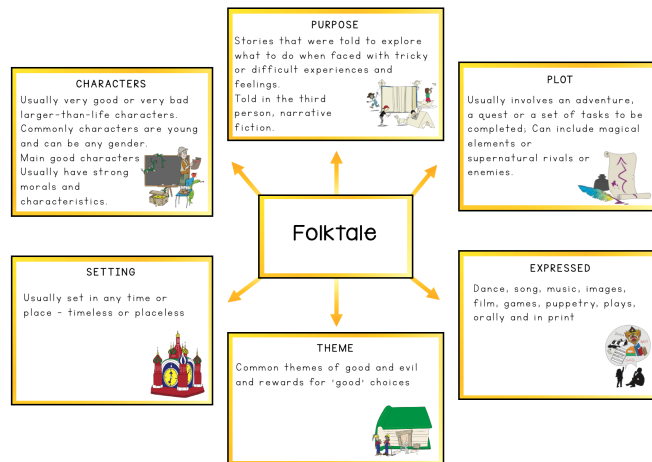 PURPOSE
Stories that were told to explore
what to do when faced with tricky
or difficult experiences and
feelings.
Told in the third
person, narrative
fiction.
CHARACTERS
Usually very good or very bad
larger-than-life characters.
Commonly characters are young
and can be any gender.
Main good characters
Usually have strong
morals and
characteristics.
PLOT
Usually involves an adventure,
a quest or a set of tasks to be
completed; Can include magical
elements or
supernatural rivals or
enemies.
Folktale
SETTING
Usually set in any time or
place - timeless or placeless
EXPRESSED
Dance, song, music, images,
film, games, puppetry, plays,
orally and in print
THEME
Common themes of good and evil
and rewards for 'good' choices